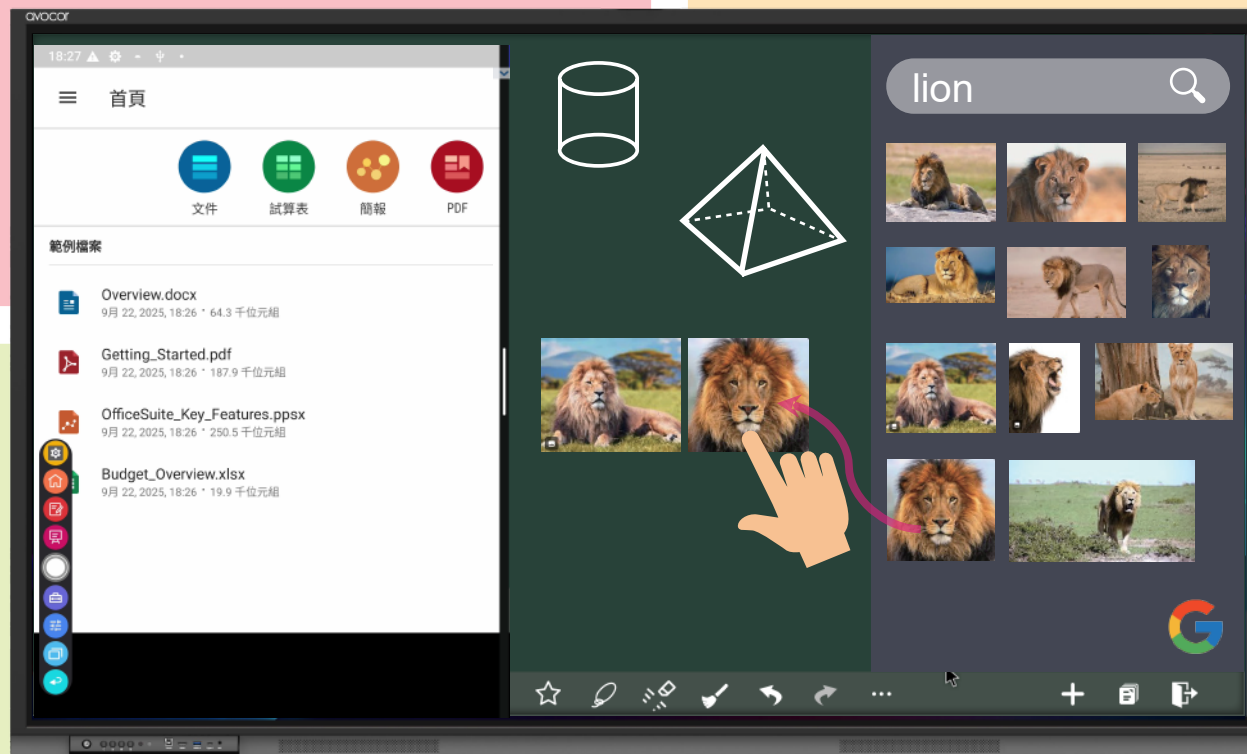 avocor
18:27
首頁
文件
試算表
簡報
PDF
範例檔案
Overview.docx
9月 22, 2025, 18:26 · 64.3 千位元組
Getting_Started.pdf
9月 22, 2025, 18:26 · 187.9 千位元組
OfficeSuite_Key_Features.ppsx
9月 22, 2025, 18:26 · 250.5 千位元組
Budget_Overview.xlsx
9月 22, 2025, 18:26 · 19.9 千位元組
lion